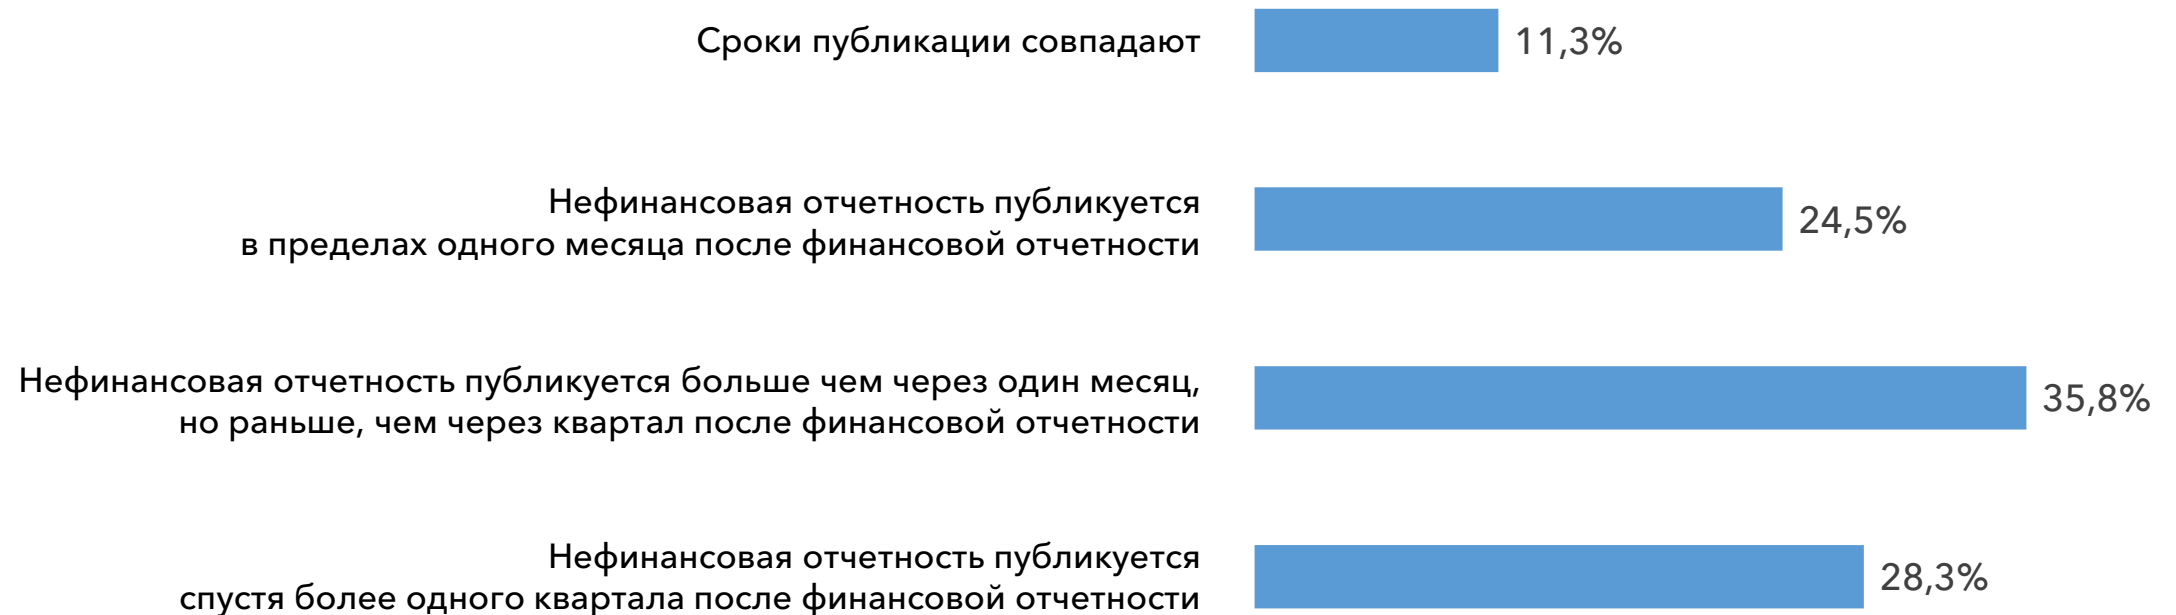 Сроки публикации совпадают
11,3%
Нефинансовая отчетность публикуется
в пределах одного месяца после финансовой отчетности
24,5%
Нефинансовая отчетность публикуется больше чем через один месяц,
но раньше, чем через квартал после финансовой отчетности
35,8%
Нефинансовая отчетность публикуется
спустя более одного квартала после финансовой отчетности
28,3%